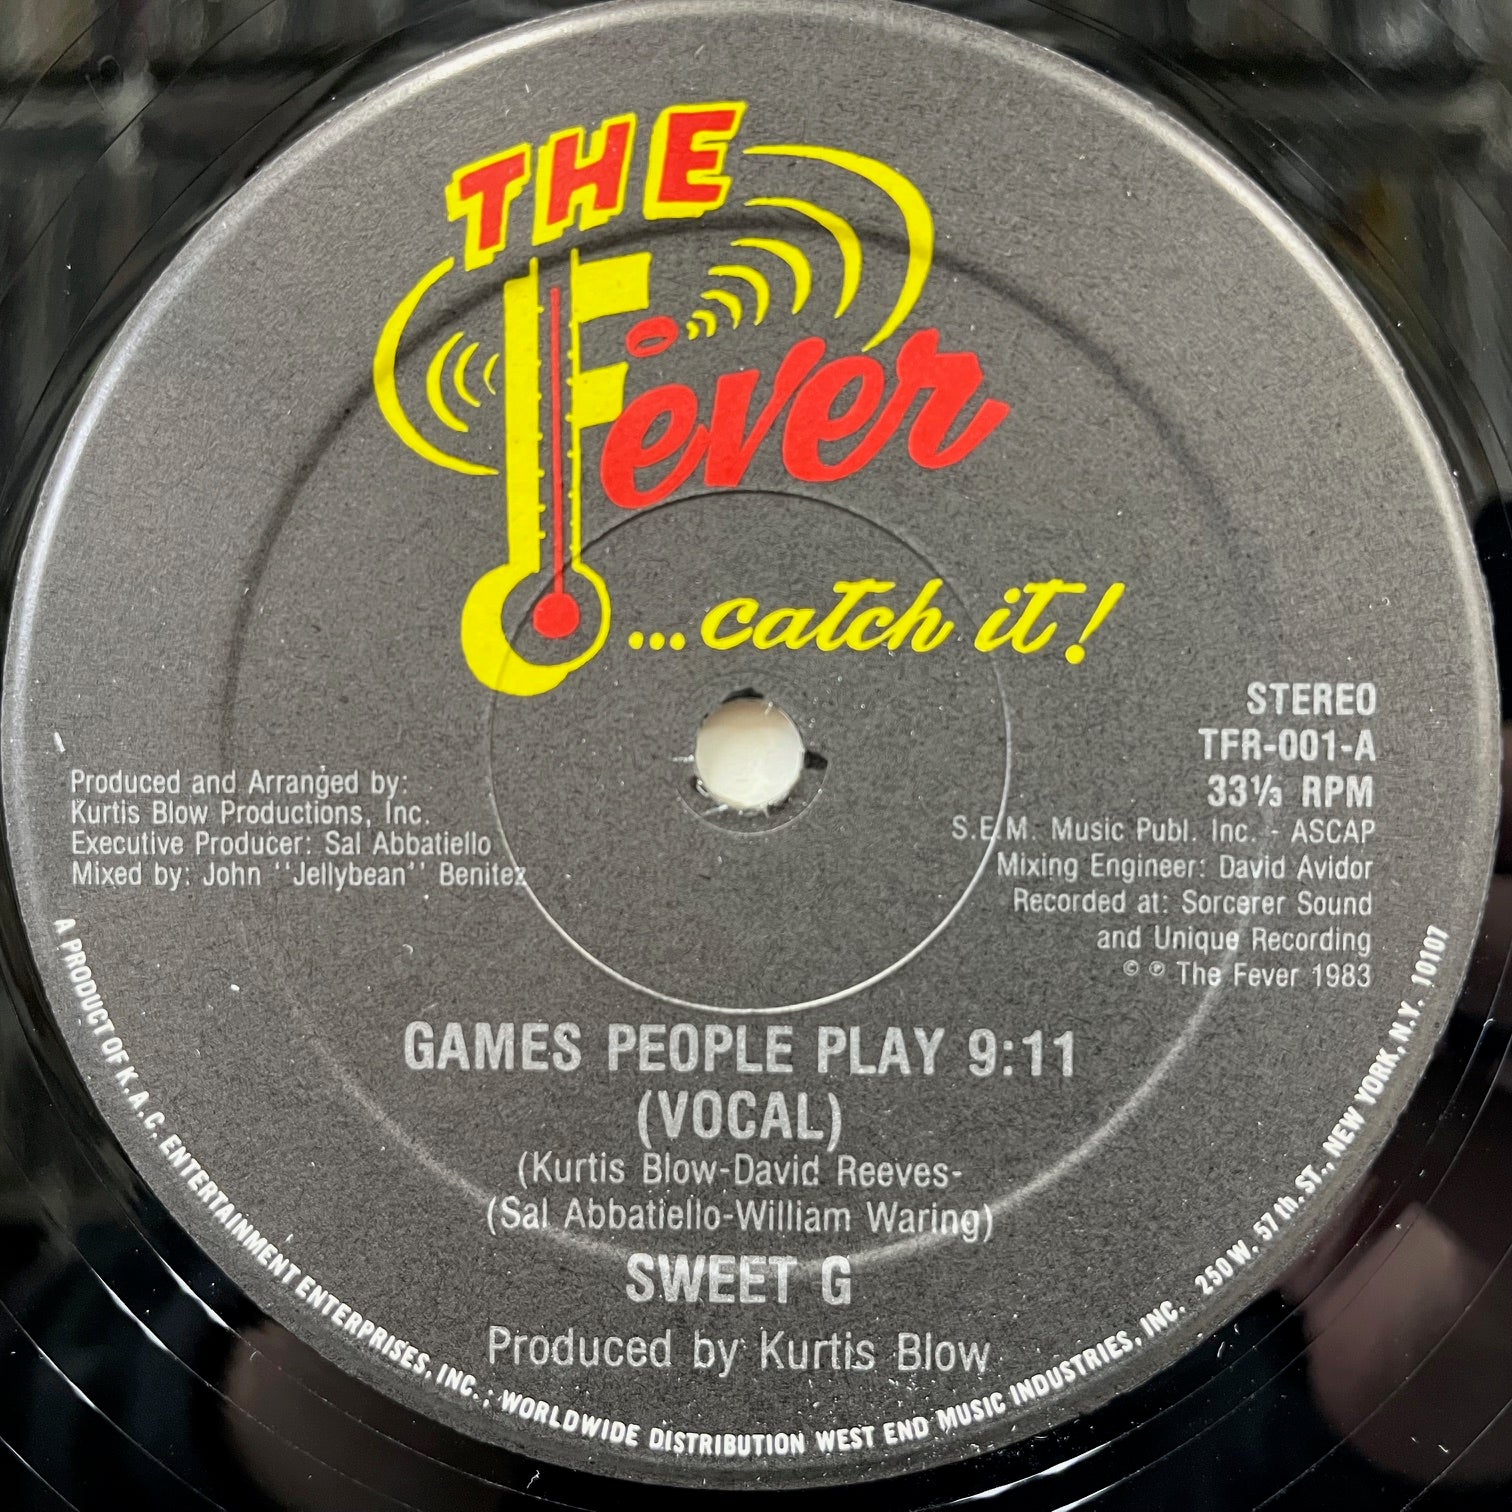 THE
Fever
...catch it!
STEREO
TFR-001-A
33⅓ RPM
S.E.M. Music Publ. Inc. - ASCAP
Mixing Engineer: David Avidor
Recorded at: Sorcerer Sound
and Unique Recording
© ℗ The Fever 1983
Produced and Arranged by:
Kurtis Blow Productions, Inc.
Executive Producer: Sal Abbatiello
Mixed by: John "Jellybean" Benitez
GAMES PEOPLE PLAY 9:11
(VOCAL)
(Kurtis Blow-David Reeves-
(Sal Abbatiello-William Waring)
SWEET G
Produced by Kurtis Blow
A PRODUCT OF K.A.C. ENTERTAINMENT ENTERPRISES, INC.; WORLDWIDE DISTRIBUTION WEST END MUSIC INDUSTRIES, INC. 250 W. 57 th. ST., NEW YORK, N.Y. 10107